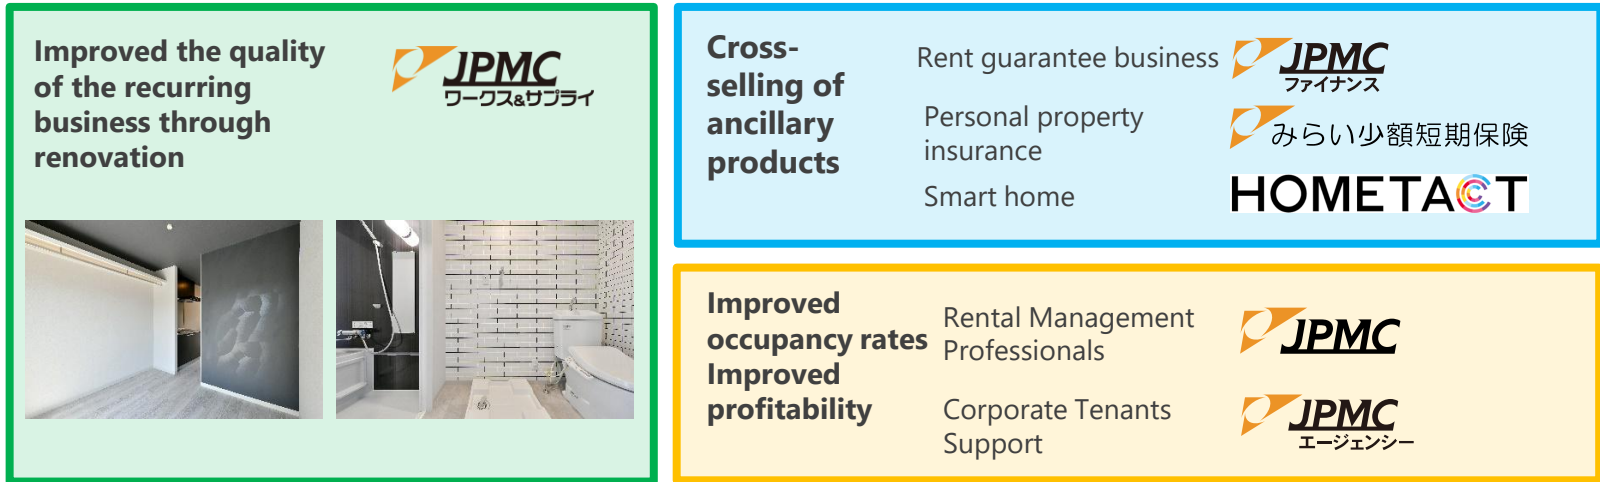 Improved the quality
of the recurring
business through
renovation
JPMC
ワークス&サプライ
Cross-
selling of
ancillary
products
Rent guarantee business
JPMC
ファイナンス
Personal property
insurance
みらい少額短期保険
Smart home
HOMETACT
Improved
occupancy rates
Improved
profitability
Rental Management
Professionals
JPMC
Corporate Tenants
Support
JPMC
エージェンシー